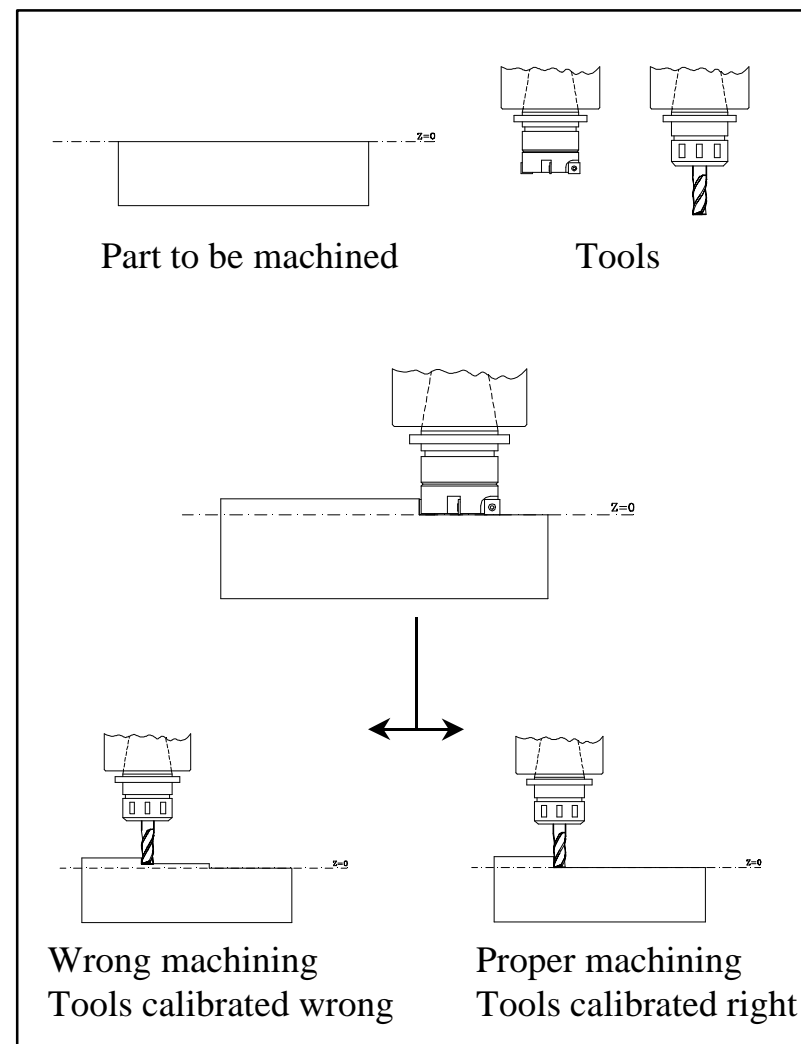 Z=0
Part to be machined
Tools
Z=0
Z=0
Z=0
Wrong machining
Tools calibrated wrong
Proper machining
Tools calibrated right